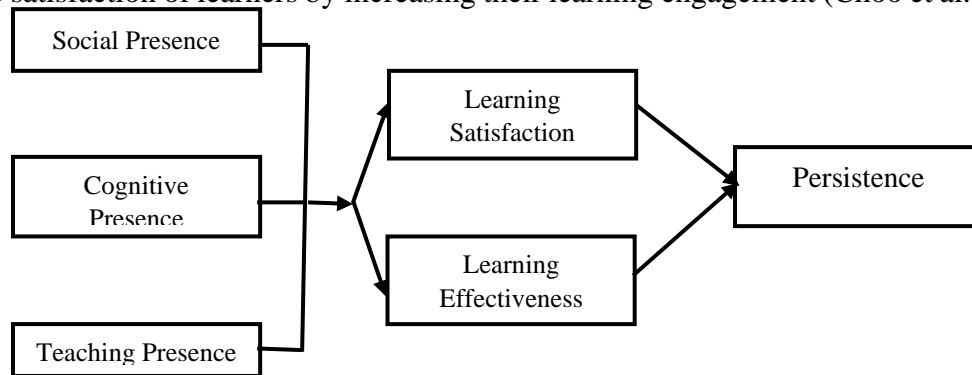 satisfaction of learners by increasing their learning engagement (Choo et al.
Social Presence
Learning
Satisfaction
Cognitive
Presence
Persistence
Learning
Effectiveness
Teaching Presence